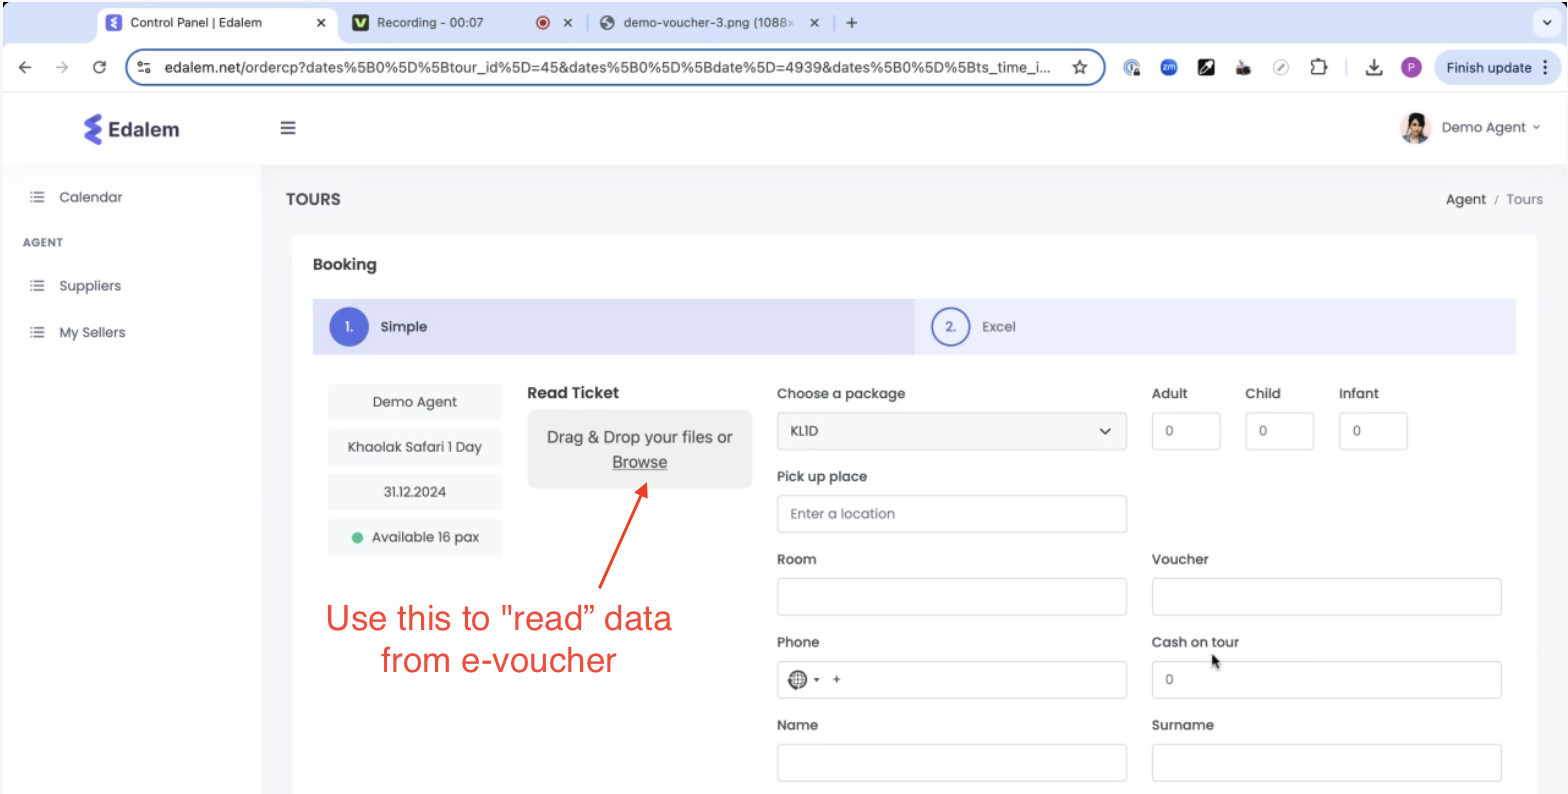 Control Panel | Edalem
Recording - 00:07
demo-voucher-3.png (1088×
edalem.net/ordercp?dates%5B0%5D%5Btour_id%5D=45&dates%5B0%5D%5Bdate%5D=4939&dates%5B0%5D%5Bts_time_i...
zm
P
Finish update
Edalem
Demo Agent
Calendar
AGENT
Suppliers
My Sellers
TOURS
Agent / Tours
Booking
1. Simple
2. Excel
Demo Agent
Khaolak Safari 1 Day
31.12.2024
Available 16 pax
Read Ticket
Drag & Drop your files or
Browse
Use this to "read” data
from e-voucher
Choose a package
KL1D
Adult
0
Child
0
Infant
0
Pick up place
Enter a location
Room
Voucher
Phone
+
Cash on tour
0
Name
Surname